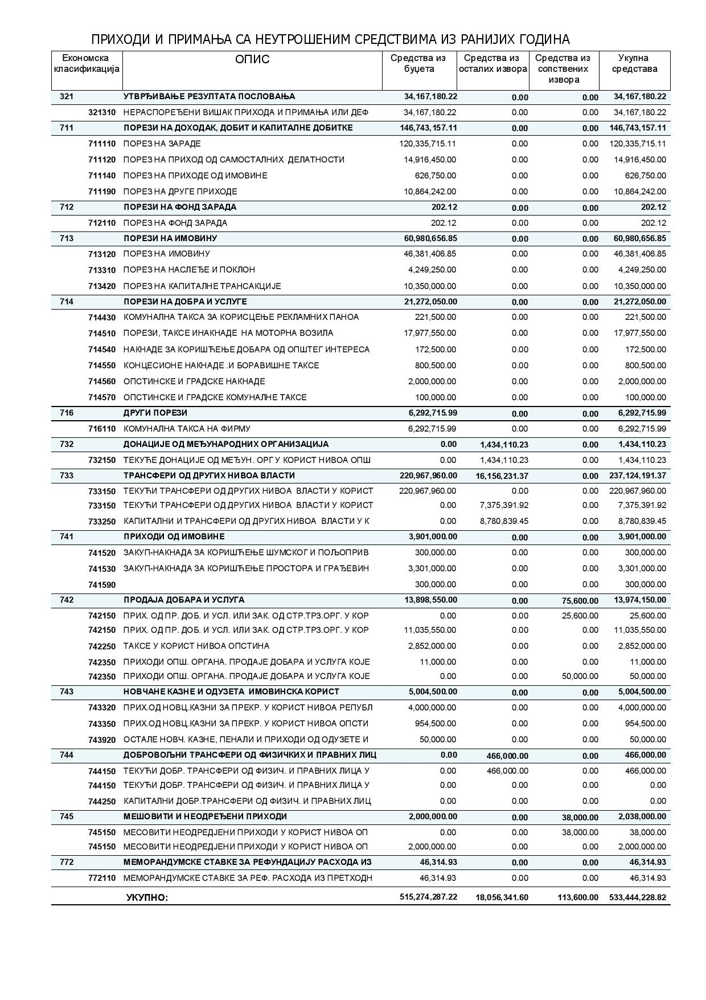 ПРИХОДИ И ПРИМАЊА СА НЕУТРОШЕНИМ СРЕДСТВИМА ИЗ РАНИЈИХ ГОДИНА
Економска класификација ОПИС Средства из буџета Средства из осталих извора Средства из сопствених извора Укупна средстава
321 УТВРЂИВАЊЕ РЕЗУЛТАТА ПОСЛОВАЊА 34,167,180.22 0.00 0.00 34,167,180.22
321310 НЕРАСПОРЕЂЕНИ ВИШАК ПРИХОДА И ПРИМАЊА ИЛИ ДЕФ 34,167,180.22 0.00 0.00 34,167,180.22
711 ПОРЕЗИ НА ДОХОДАК, ДОБИТ И КАПИТАЛНЕ ДОБИТКЕ 146,743,157.11 0.00 0.00 146,743,157.11
711110 ПОРЕЗ НА ЗАРАДЕ 120,335,715.11 0.00 0.00 120,335,715.11
711120 ПОРЕЗ НА ПРИХОД ОД САМОСТАЛНИХ ДЕЛАТНОСТИ 14,916,450.00 0.00 0.00 14,916,450.00
711140 ПОРЕЗ НА ПРИХОДЕ ОД ИМОВИНЕ 626,750.00 0.00 0.00 626,750.00
711190 ПОРЕЗ НА ДРУГЕ ПРИХОДЕ 10,864,242.00 0.00 0.00 10,864,242.00
712 ПОРЕЗИ НА ФОНД ЗАРАДА 202.12 0.00 0.00 202.12
712110 ПОРЕЗ НА ФОНД ЗАРАДА 202.12 0.00 0.00 202.12
713 ПОРЕЗИ НА ИМОВИНУ 60,980,656.85 0.00 0.00 60,980,656.85
713120 ПОРЕЗ НА ИМОВИНУ 46,381,406.85 0.00 0.00 46,381,406.85
713310 ПОРЕЗ НА НАСЛЕЂЕ И ПОКЛОН 4,249,250.00 0.00 0.00 4,249,250.00
713420 ПОРЕЗ НА КАПИТАЛНЕ ТРАНСАКЦИЈЕ 10,350,000.00 0.00 0.00 10,350,000.00
714 ПОРЕЗИ НА ДОБРА И УСЛУГЕ 21,272,050.00 0.00 0.00 21,272,050.00
714430 КОМУНАЛНА ТАКСА ЗА КОРИСЦЕЊЕ РЕКЛАМНИХ ПАНОА 221,500.00 0.00 0.00 221,500.00
714510 ПОРЕЗИ, ТАКСЕ ИНАКНАДЕ НА МОТОРНА ВОЗИЛА 17,977,550.00 0.00 0.00 17,977,550.00
714540 НАКНАДЕ ЗА КОРИШЋЕЊЕ ДОБАРА ОД ОПШТЕГ ИНТЕРЕСА 172,500.00 0.00 0.00 172,500.00
714550 КОНЦЕСИОНЕ НАКНАДЕ .И БОРАВИШНЕ ТАКСЕ 800,500.00 0.00 0.00 800,500.00
714560 ОПСТИНСКЕ И ГРАДСКЕ НАКНАДЕ 2,000,000.00 0.00 0.00 2,000,000.00
714570 ОПСТИНСКЕ И ГРАДСКЕ КОМУНАЛНЕ ТАКСЕ 100,000.00 0.00 0.00 100,000.00
716 ДРУГИ ПОРЕЗИ 6,292,715.99 0.00 0.00 6,292,715.99
716110 КОМУНАЛНА ТАКСА НА ФИРМУ 6,292,715.99 0.00 0.00 6,292,715.99
732 ДОНАЦИЈЕ ОД МЕЂУНАРОДНИХ ОРГАНИЗАЦИЈА 0.00 1,434,110.23 0.00 1,434,110.23
732150 ТЕКУЋЕ ДОНАЦИЈЕ ОД МЕЂУН. ОРГ У КОРИСТ НИВОА ОПШ 0.00 1,434,110.23 0.00 1,434,110.23
733 ТРАНСФЕРИ ОД ДРУГИХ НИВОА ВЛАСТИ 220,967,960.00 16,156,231.37 0.00 237,124,191.37
733150 ТЕКУЋИ ТРАНСФЕРИ ОД ДРУГИХ НИВОА ВЛАСТИ У КОРИСТ 220,967,960.00 0.00 0.00 220,967,960.00
733150 ТЕКУЋИ ТРАНСФЕРИ ОД ДРУГИХ НИВОА ВЛАСТИ У КОРИСТ 0.00 7,375,391.92 0.00 7,375,391.92
733250 КАПИТАЛНИ И ТРАНСФЕРИ ОД ДРУГИХ НИВОА ВЛАСТИ У К 0.00 8,780,839.45 0.00 8,780,839.45
741 ПРИХОДИ ОД ИМОВИНЕ 3,901,000.00 0.00 0.00 3,901,000.00
741520 ЗАКУП-НАКНАДА ЗА КОРИШЋЕЊЕ ШУМСКОГ И ПОЉОПРИВ 300,000.00 0.00 0.00 300,000.00
741530 ЗАКУП-НАКНАДА ЗА КОРИШЋЕЊЕ ПРОСТОРА И ГРАЂЕВИН 3,301,000.00 0.00 0.00 3,301,000.00
741590 300,000.00 0.00 0.00 300,000.00
742 ПРОДАЈА ДОБАРА И УСЛУГА 13,898,550.00 0.00 75,600.00 13,974,150.00
742150 ПРИХ. ОД ПР. ДОБ. И УСЛ. ИЛИ ЗАК. ОД СТР.ТРЗ.ОРГ. У КОР 0.00 0.00 25,600.00 25,600.00
742150 ПРИХ. ОД ПР. ДОБ. И УСЛ. ИЛИ ЗАК. ОД СТР.ТРЗ.ОРГ. У КОР 11,035,550.00 0.00 0.00 11,035,550.00
742250 ТАКСЕ У КОРИСТ НИВОА ОПСТИНА 2,852,000.00 0.00 0.00 2,852,000.00
742350 ПРИХОДИ ОПШ. ОРГАНА. ПРОДАЈЕ ДОБАРА И УСЛУГА КОЈЕ 11,000.00 0.00 0.00 11,000.00
742350 ПРИХОДИ ОПШ. ОРГАНА. ПРОДАЈЕ ДОБАРА И УСЛУГА КОЈЕ 0.00 0.00 50,000.00 50,000.00
743 НОВЧАНЕ КАЗНЕ И ОДУЗЕТА ИМОВИНСКА КОРИСТ 5,004,500.00 0.00 0.00 5,004,500.00
743320 ПРИХ.ОД НОВЦ.КАЗНИ ЗА ПРЕКР. У КОРИСТ НИВОА РЕПУБЛ 4,000,000.00 0.00 0.00 4,000,000.00
743350 ПРИХ.ОД НОВЦ.КАЗНИ ЗА ПРЕКР. У КОРИСТ НИВОА ОПСТИ 954,500.00 0.00 0.00 954,500.00
743920 ОСТАЛЕ НОВЧ. КАЗНЕ, ПЕНАЛИ И ПРИХОДИ ОД ОДУЗЕТЕ И 50,000.00 0.00 0.00 50,000.00
744 ДОБРОВОЉНИ ТРАНСФЕРИ ОД ФИЗИЧКИХ И ПРАВНИХ ЛИЦ 0.00 466,000.00 0.00 466,000.00
744150 ТЕКУЋИ ДОБР. ТРАНСФЕРИ ОД ФИЗИЧ. И ПРАВНИХ ЛИЦА У 0.00 466,000.00 0.00 466,000.00
744150 ТЕКУЋИ ДОБР. ТРАНСФЕРИ ОД ФИЗИЧ. И ПРАВНИХ ЛИЦА У 0.00 0.00 0.00 0.00
744250 КАПИТАЛНИ ДОБР.ТРАНСФЕРИ ОД ФИЗИЧ. И ПРАВНИХ ЛИЦ 0.00 0.00 0.00 0.00
745 МЕШОВИТИ И НЕОДРЕЂЕНИ ПРИХОДИ 2,000,000.00 0.00 38,000.00 2,038,000.00
745150 МЕСОВИТИ НЕОДРЕДЈЕНИ ПРИХОДИ У КОРИСТ НИВОА ОП 0.00 0.00 38,000.00 38,000.00
745150 МЕСОВИТИ НЕОДРЕДЈЕНИ ПРИХОДИ У КОРИСТ НИВОА ОП 2,000,000.00 0.00 0.00 2,000,000.00
772 МЕМОРАНДУМСКЕ СТАВКЕ ЗА РЕФУНДАЦИЈУ РАСХОДА ИЗ 46,314.93 0.00 0.00 46,314.93
772110 МЕМОРАНДУМСКЕ СТАВКЕ ЗА РЕФ. РАСХОДА ИЗ ПРЕТХОДН 46,314.93 0.00 0.00 46,314.93
УКУПНО: 515,274,287.22 18,056,341.60 113,600.00 533,444,228.82